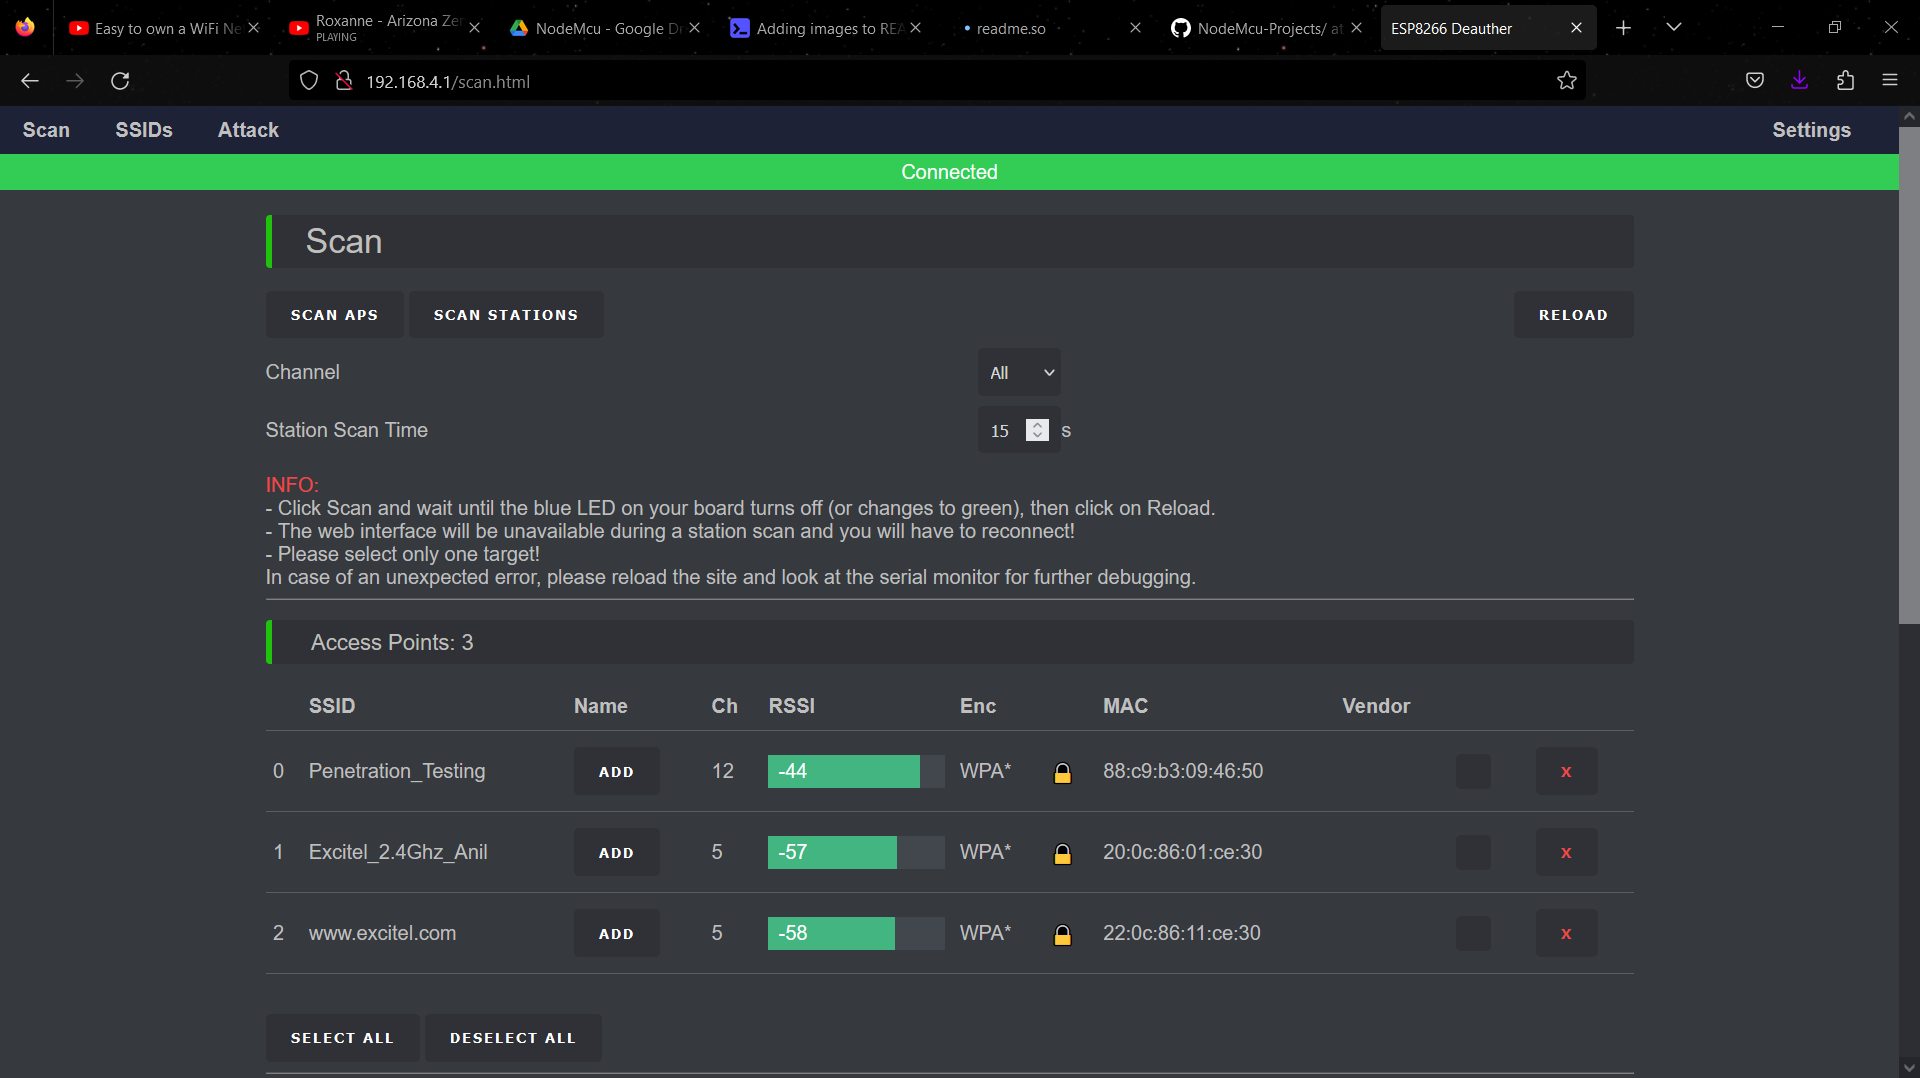 Easy to own a WiFi Ne
Roxanne - Arizona Ze
PLAYING
NodeMcu - Google D
Adding images to REA
• readme.so
NodeMcu-Projects/ at
ESP8266 Deauther
192.168.4.1/scan.html
Scan SSIDs Attack Settings
Connected
Scan
SCAN APS SCAN STATIONS RELOAD
Channel All
Station Scan Time 15 s
INFO:
- Click Scan and wait until the blue LED on your board turns off (or changes to green), then click on Reload.
- The web interface will be unavailable during a station scan and you will have to reconnect!
- Please select only one target!
In case of an unexpected error, please reload the site and look at the serial monitor for further debugging.
Access Points: 3
SSID Name Ch RSSI Enc MAC Vendor
0 Penetration_Testing ADD 12 -44 WPA* 88:c9:b3:09:46:50 X
1 Excitel_2.4Ghz_Anil ADD 5 -57 WPA* 20:0c:86:01:ce:30 X
2 www.excitel.com ADD 5 -58 WPA* 22:0c:86:11:ce:30 X
SELECT ALL DESELECT ALL